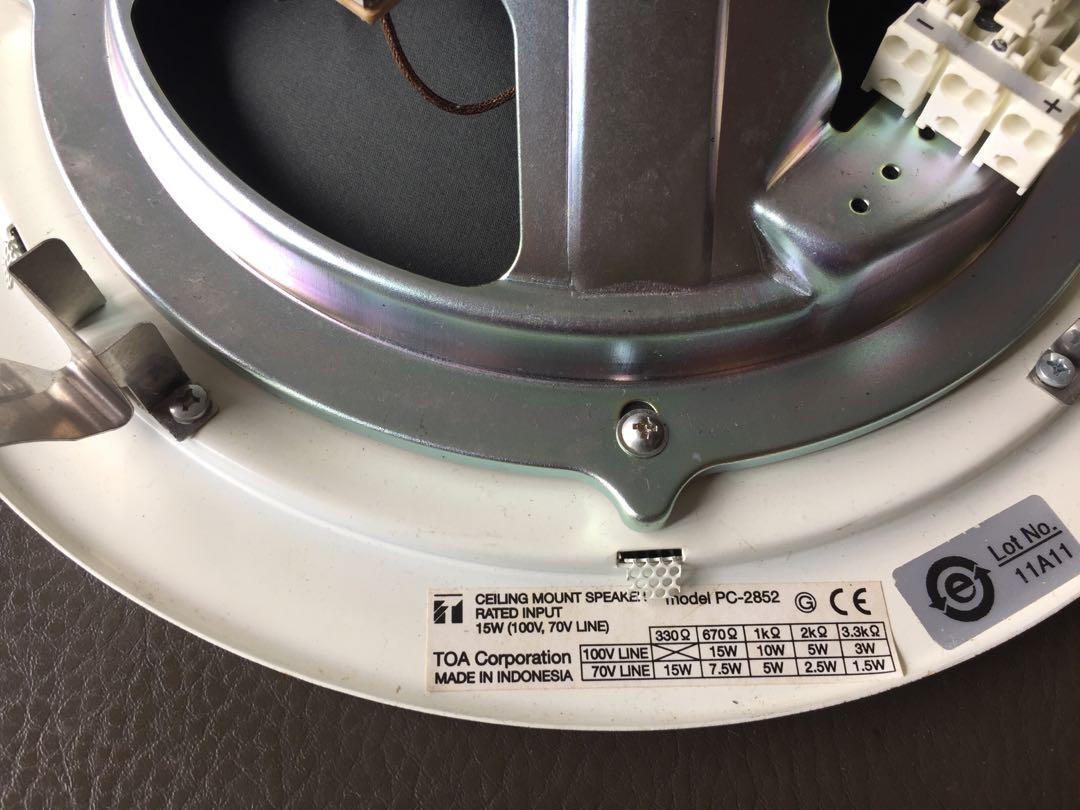 − +
CEILING MOUNT SPEAKER model PC-2852 G CE
RATED INPUT
15W (100V, 70V LINE)
TOA Corporation
MADE IN INDONESIA
330Ω 670Ω 1kΩ 2kΩ 3.3kΩ
100V LINE 15W 10W 5W 3W
70V LINE 15W 7.5W 5W 2.5W 1.5W
e
Lot No.
11A11